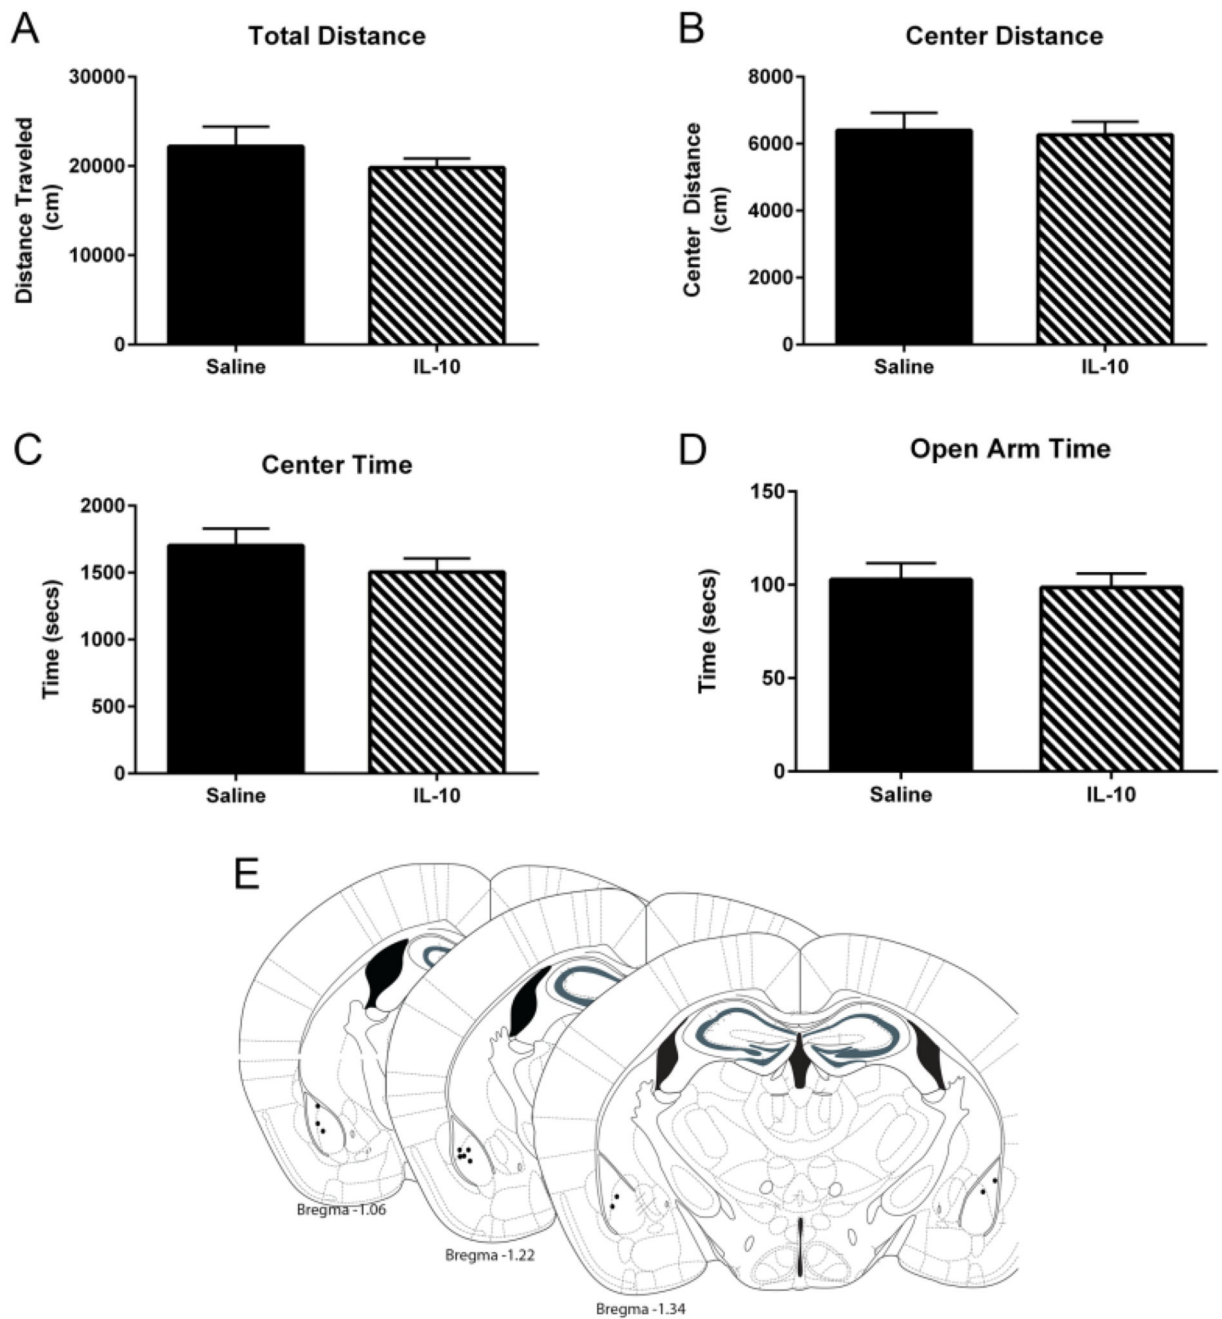 A
Total Distance
30000
20000
10000
0
Distance Traveled
(cm)
Saline
IL-10
B
Center Distance
8000
6000
4000
2000
0
Center Distance
(cm)
Saline
IL-10
C
Center Time
2000
1500
1000
500
0
Time (secs)
Saline
IL-10
D
Open Arm Time
150
100
50
0
Time (secs)
Saline
IL-10
E
Bregma -1.06
Bregma -1.22
Bregma -1.34